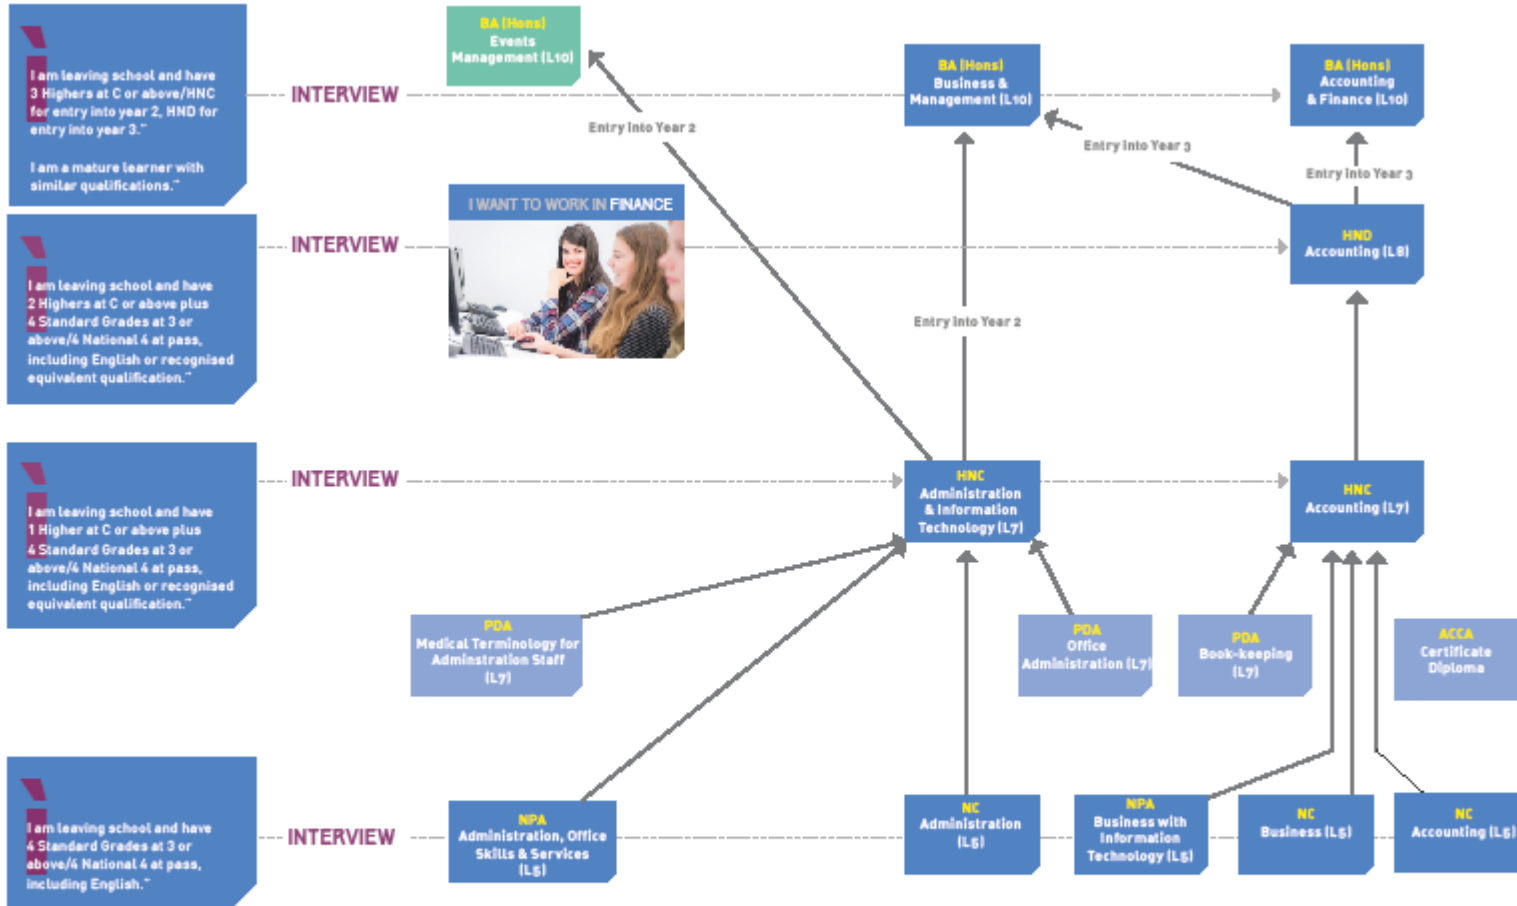 I am leaving school and have
3 Highers at C or above/HNC
for entry into year 2, HND for
entry into year 3.~
I am a mature learner with
similar qualifications.~
INTERVIEW
BA (Hons)
Events
Management (L10)
Entry into Year 2
BA (Hons)
Business &
Management (L10)
BA (Hons)
Accounting
& Finance (L10)
Entry into Year 3
Entry into Year 3
I am leaving school and have
2 Highers at C or above plus
4 Standard Grades at 3 or
above/4 National 4 at pass,
including English or recognised
equivalent qualification.~
INTERVIEW
I WANT TO WORK IN FINANCE
HND
Accounting (L8)
Entry into Year 2
I am leaving school and have
1 Higher at C or above plus
4 Standard Grades at 3 or
above/4 National 4 at pass,
including English or recognised
equivalent qualification.~
INTERVIEW
HNC
Administration
& Information
Technology (L7)
HNC
Accounting (L7)
PDA
Medical Terminology for
Adminstration Staff
(L7)
PDA
Office
Administration (L7)
PDA
Book-keeping
(L7)
ACCA
Certificate
Diploma
I am leaving school and have
4 Standard Grades at 3 or
above/4 National 4 at pass,
including English.~
INTERVIEW
NPA
Administration, Office
Skills & Services
(L5)
NC
Administration
(L5)
NPA
Business with
Information
Technology (L5)
NC
Business (L5)
NC
Accounting (L5)